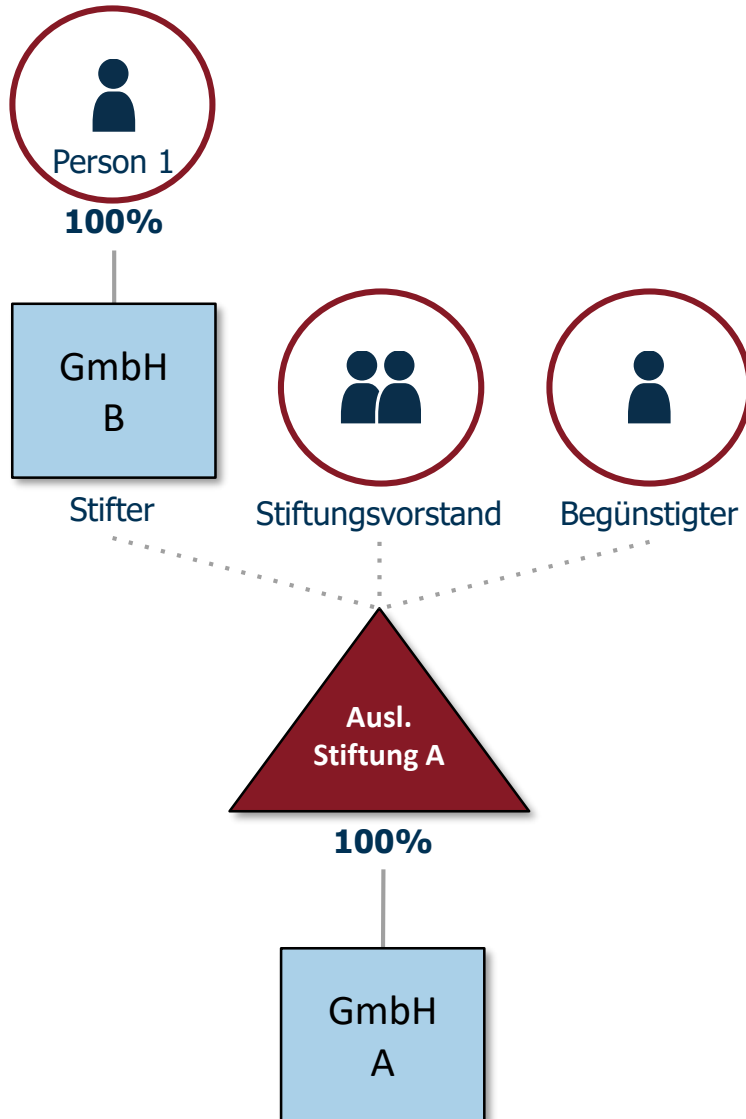 Person 1
100%
GmbH
B
Stifter
Stiftungsvorstand
Begünstigter
Ausl.
Stiftung A
100%
GmbH
A